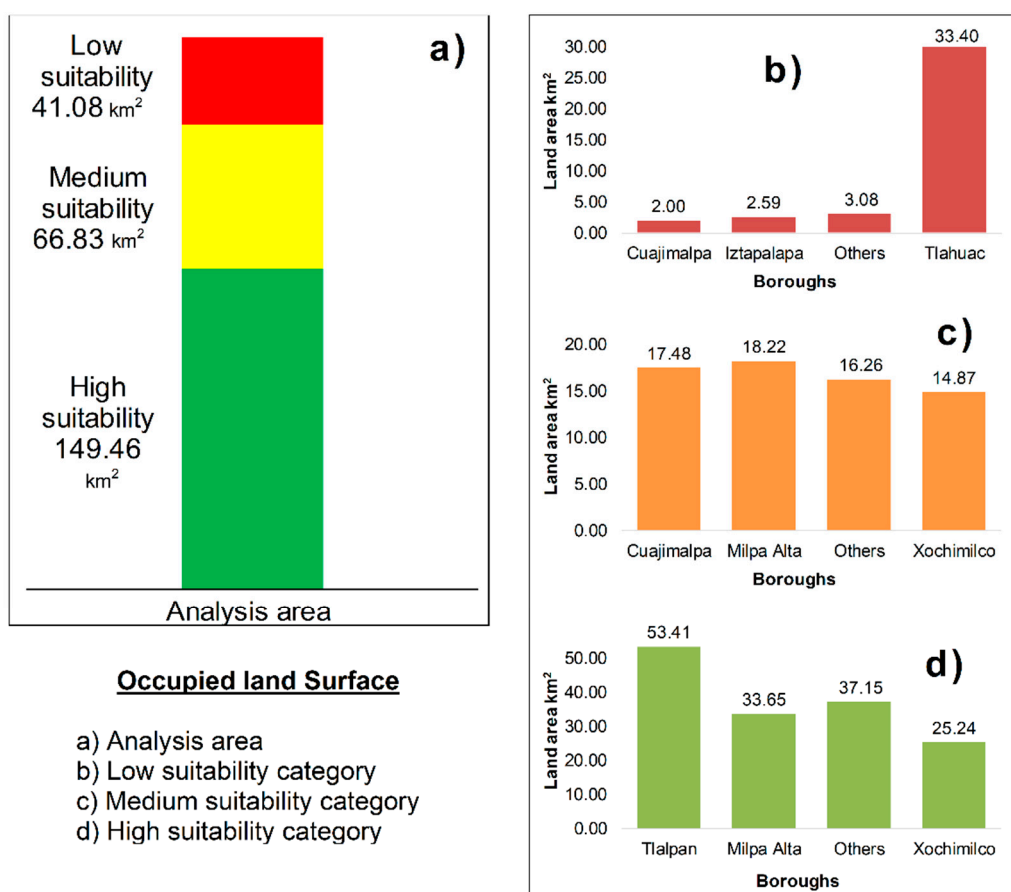 a)
Low
suitability
41.08 km²
Medium
suitability
66.83 km²
High
suitability
149.46
km²
Analysis area
Occupied land Surface
a) Analysis area
b) Low suitability category
c) Medium suitability category
d) High suitability category
b)
Land area km²
30.00
25.00
20.00
15.00
10.00
5.00
0.00
2.00 2.59 3.08 33.40
Cuajimalpa Iztapalapa Others Tlahuac
Boroughs
c)
Land area km²
20.00
15.00
10.00
5.00
0.00
17.48 18.22 16.26 14.87
Cuajimalpa Milpa Alta Others Xochimilco
Boroughs
d)
Land area km²
50.00
40.00
30.00
20.00
10.00
0.00
53.41 33.65 37.15 25.24
Tlalpan Milpa Alta Others Xochimilco
Boroughs